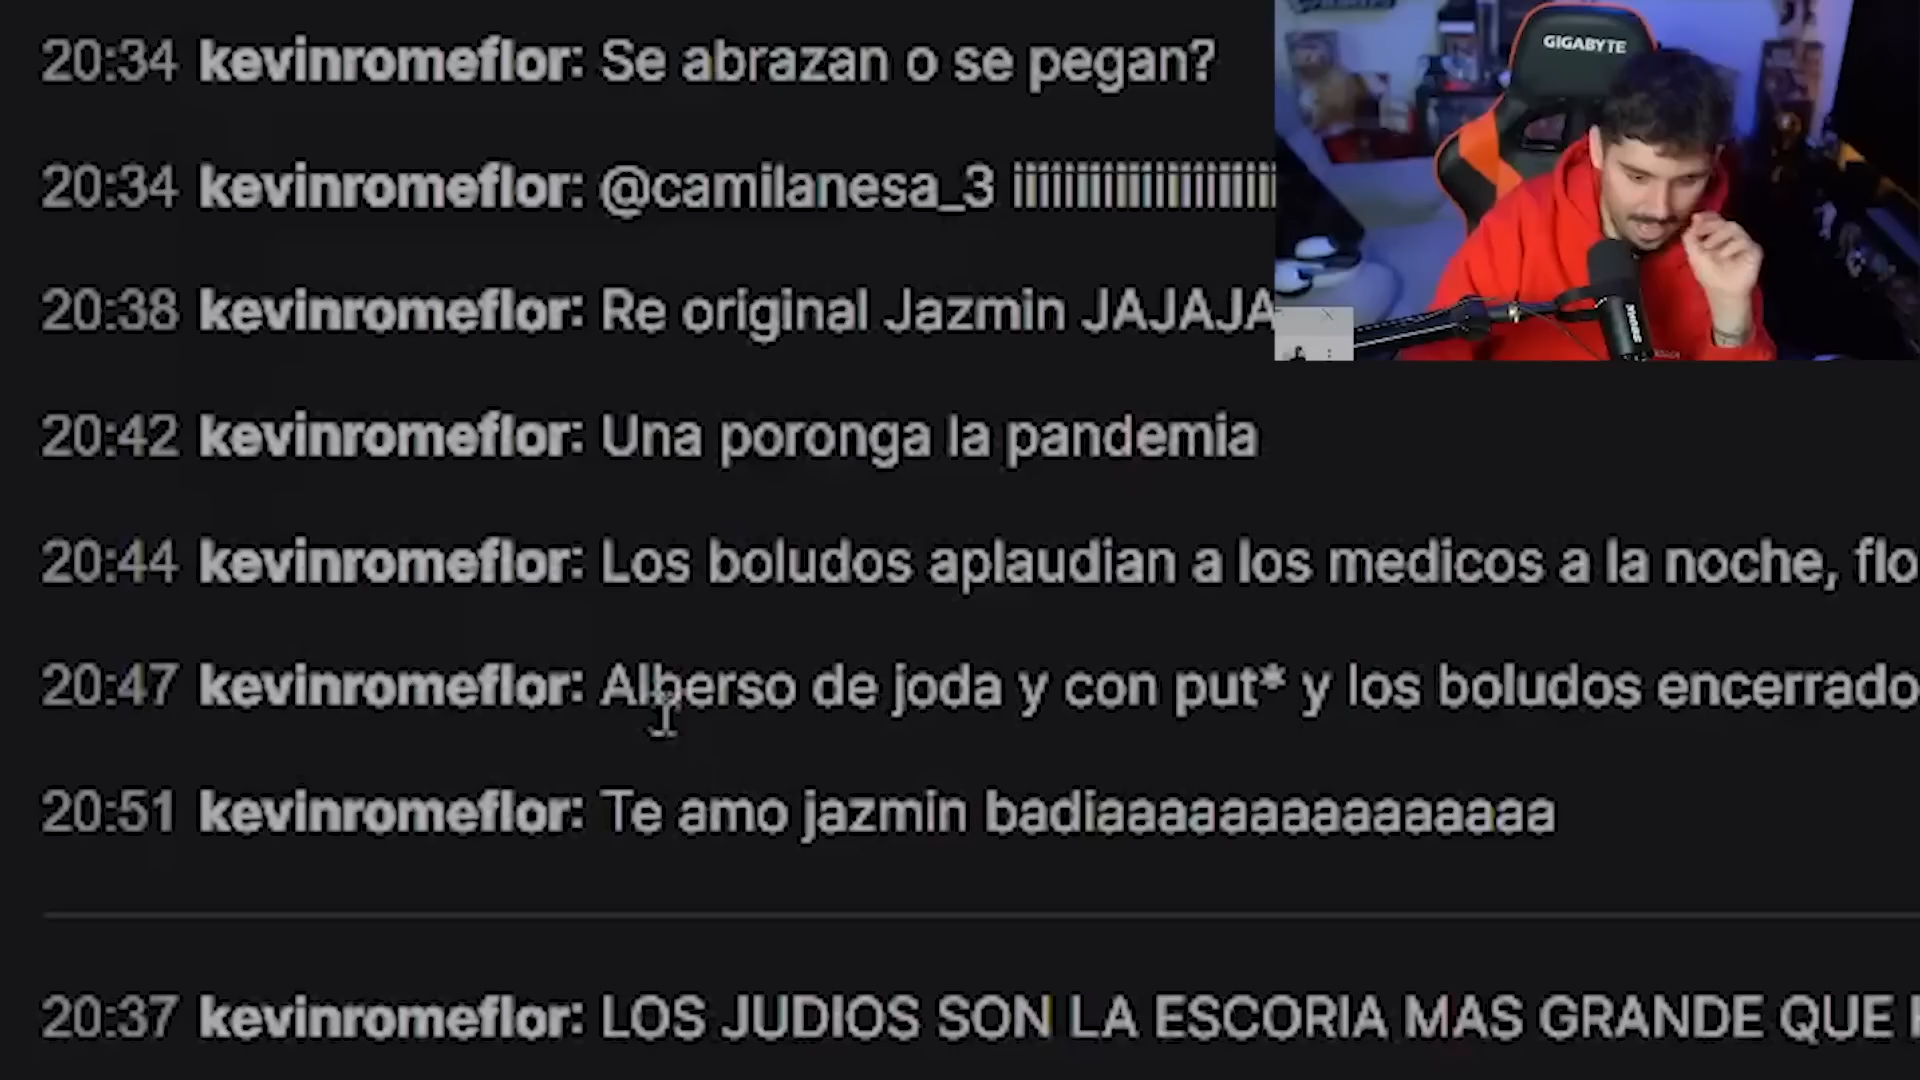 20:34 kevinromeflor: Se abrazan o se pegan?
GIGABYTE
20:34 kevinromeflor: @camilanesa_3
20:38 kevinromeflor: Re original Jazmin JAJAJA
20:42 kevinromeflor: Una poronga la pandemia
20:44 kevinromeflor: Los boludos aplaudian a los medicos a la noche, flo
20:47 kevinromeflor: Alberso de joda y con put* y los boludos encerrado
20:51 kevinromeflor: Te amo jazmin badiaaaaaaaaaaaaaaa
20:37 kevinromeflor: LOS JUDIOS SON LA ESCORIA MAS GRANDE QUE